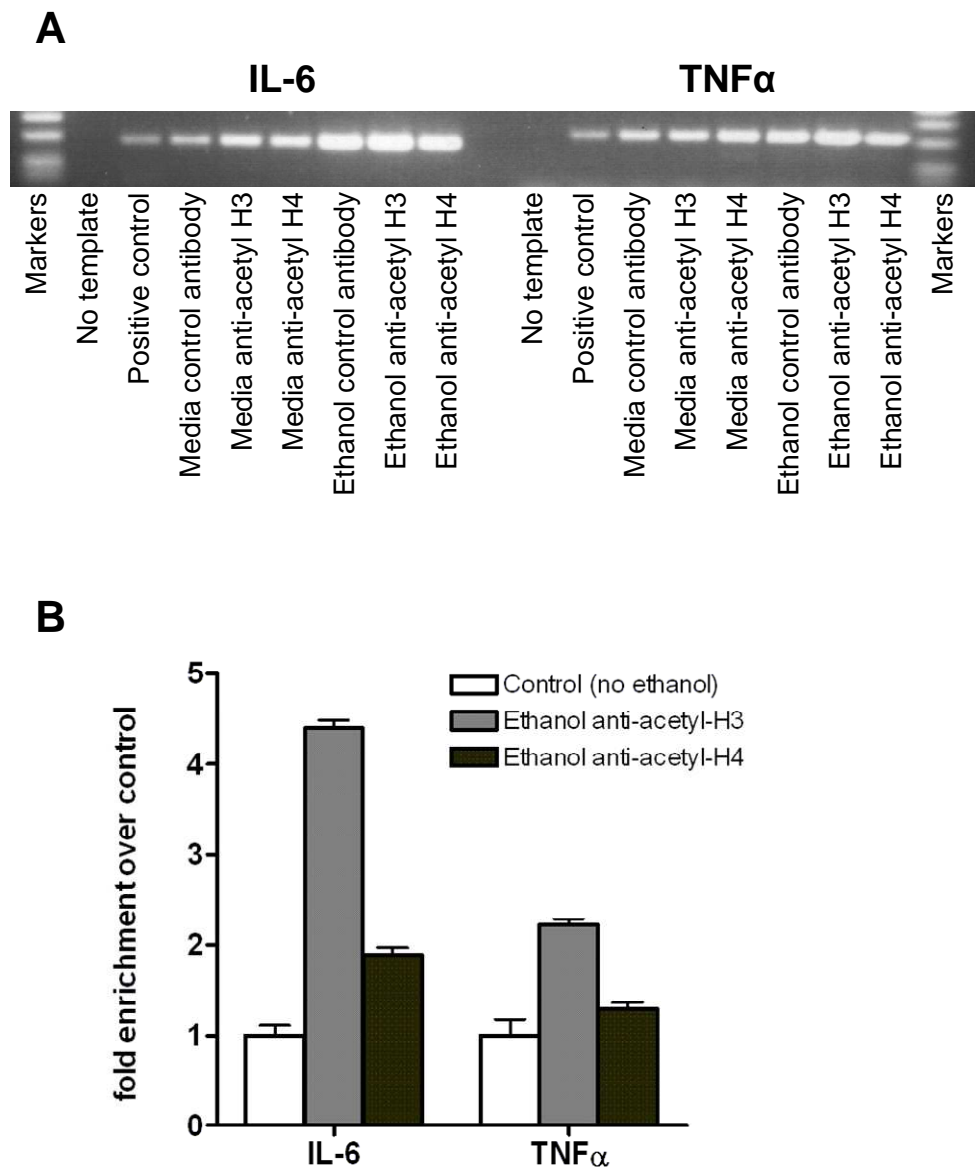 A
IL-6
TNFα
Markers
No template
Positive control
Media control antibody
Media anti-acetyl H3
Media anti-acetyl H4
Ethanol control antibody
Ethanol anti-acetyl H3
Ethanol anti-acetyl H4
No template
Positive control
Media control antibody
Media anti-acetyl H3
Media anti-acetyl H4
Ethanol control antibody
Ethanol anti-acetyl H3
Ethanol anti-acetyl H4
Markers
B
fold enrichment over control
5
4
3
2
1
0
Control (no ethanol)
Ethanol anti-acetyl-H3
Ethanol anti-acetyl-H4
IL-6
TNFα